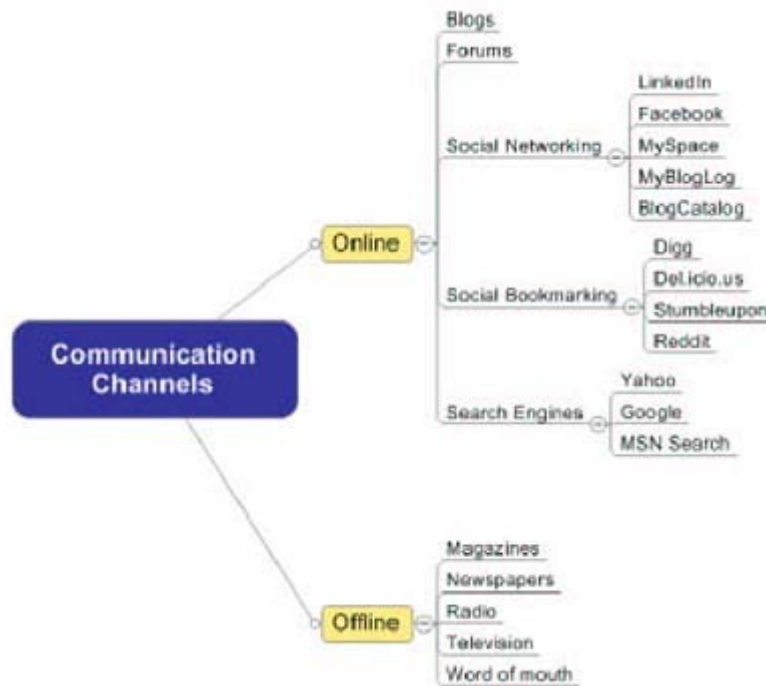 Blogs
Forums
Social Networking
LinkedIn
Facebook
MySpace
MyBlogLog
BlogCatalog
Online
Social Bookmarking
Digg
Del.icio.us
Stumbleupon
Reddit
Communication
Channels
Search Engines
Yahoo
Google
MSN Search
Offline
Magazines
Newspapers
Radio
Television
Word of mouth